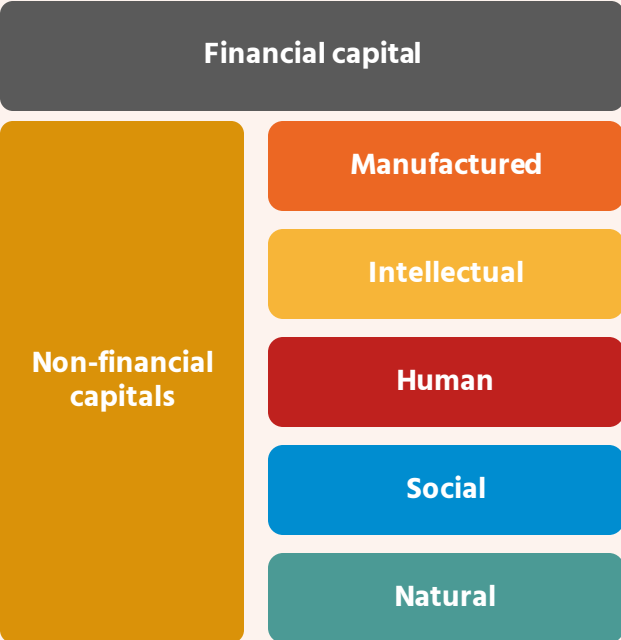 Financial capital
Non-financial
capitals
Manufactured
Intellectual
Human
Social
Natural